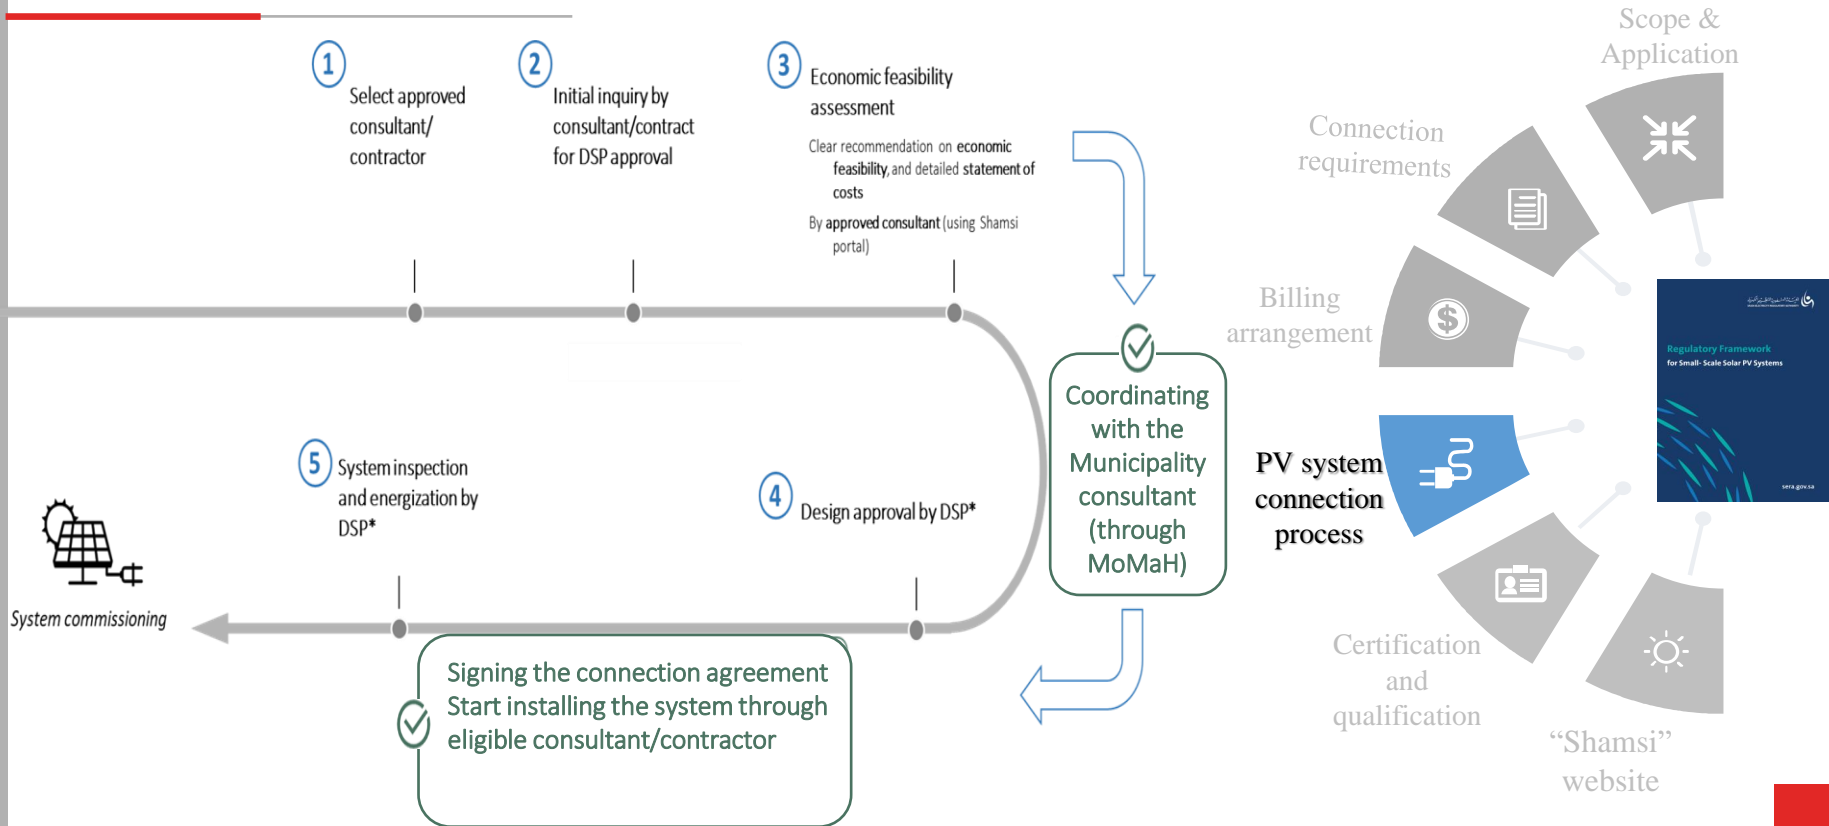 1
Select approved
consultant/
contractor
2
Initial inquiry by
consultant/contract
for DSP approval
3
Economic feasibility
assessment
Clear recommendation on economic
feasibility, and detailed statement of
costs
By approved consultant (using Shamsi
portal)
Coordinating
with the
Municipality
consultant
(through
MoMaH)
4
Design approval by DSP*
Signing the connection agreement
Start installing the system through
eligible consultant/contractor
5
System inspection
and energization by
DSP*
System commissioning
Scope &
Application
Connection
requirements
Billing
arrangement
$
PV system
connection
process
Certification
and
qualification
“Shamsi”
website
Regulatory Framework
for Small- Scale Solar PV Systems
sera.gov.sa